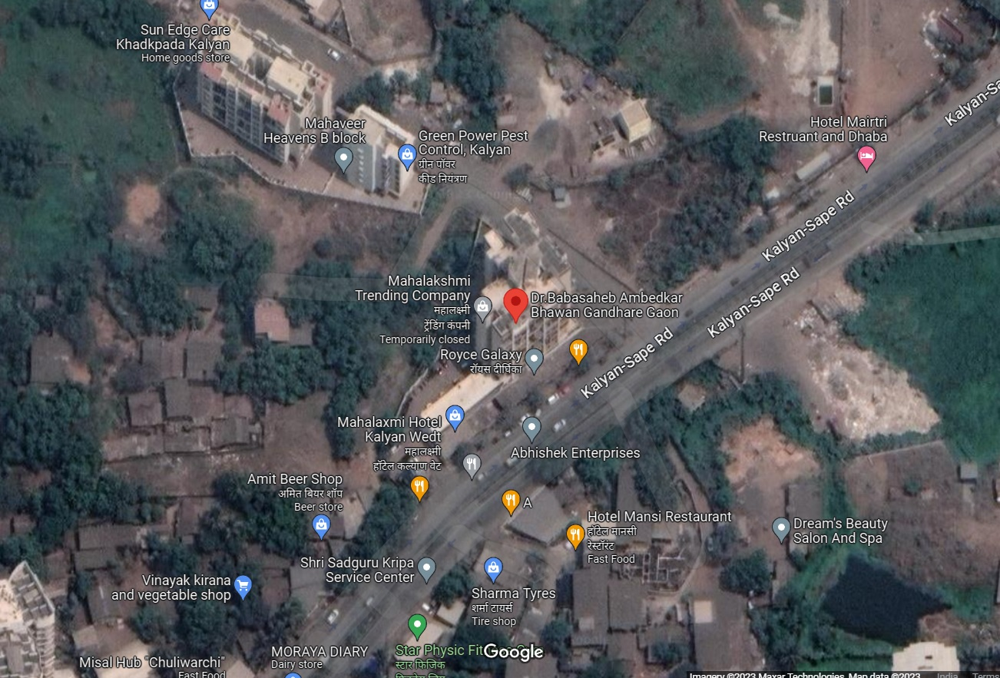 Sun Edge Care
Khadkpada Kalyan
Home goods store
Kalyan-Sa
Mahaveer
Heavens B block
Green Power Pest
Control, Kalyan
ग्रीन पॉवर
कीड नियंत्रण
Hotel Mairtri
Restruant and Dhaba
Kalyan-Sape Rd
Kalyan-Sape Rd
Mahalakshmi
Trending Company
महालक्ष्मी
ट्रेंडिंग कंपनी
Temporarily closed
Dr.Babasaheb Ambedkar
Bhawan Gandhare Gaon
Royce Galaxy
रॉयस दीर्घिका
Kalyan-Sape Rd
Mahalaxmi Hotel
Kalyan Wedt
महालक्ष्मी
हॉटेल कल्याण वेट
Abhishek Enterprises
Amit Beer Shop
अमित बियर शॉप
Beer store
A
Hotel Mansi Restaurant
हॉटेल मानसी
रेस्टॉरंट
Fast Food
Dream's Beauty
Salon And Spa
Shri Sadguru Kripa
Service Center
Vinayak kirana
and vegetable shop
Sharma Tyres
शर्मा टायर्स
Tire shop
MORAYA DIARY
Dairy store
Star Physic Fit
स्टार फिजिक
Google
Misal Hub "Chuliwarchi"
Fast Food
Imagery ©2023 Maxar Technologies, Map data ©2023
India
Terms